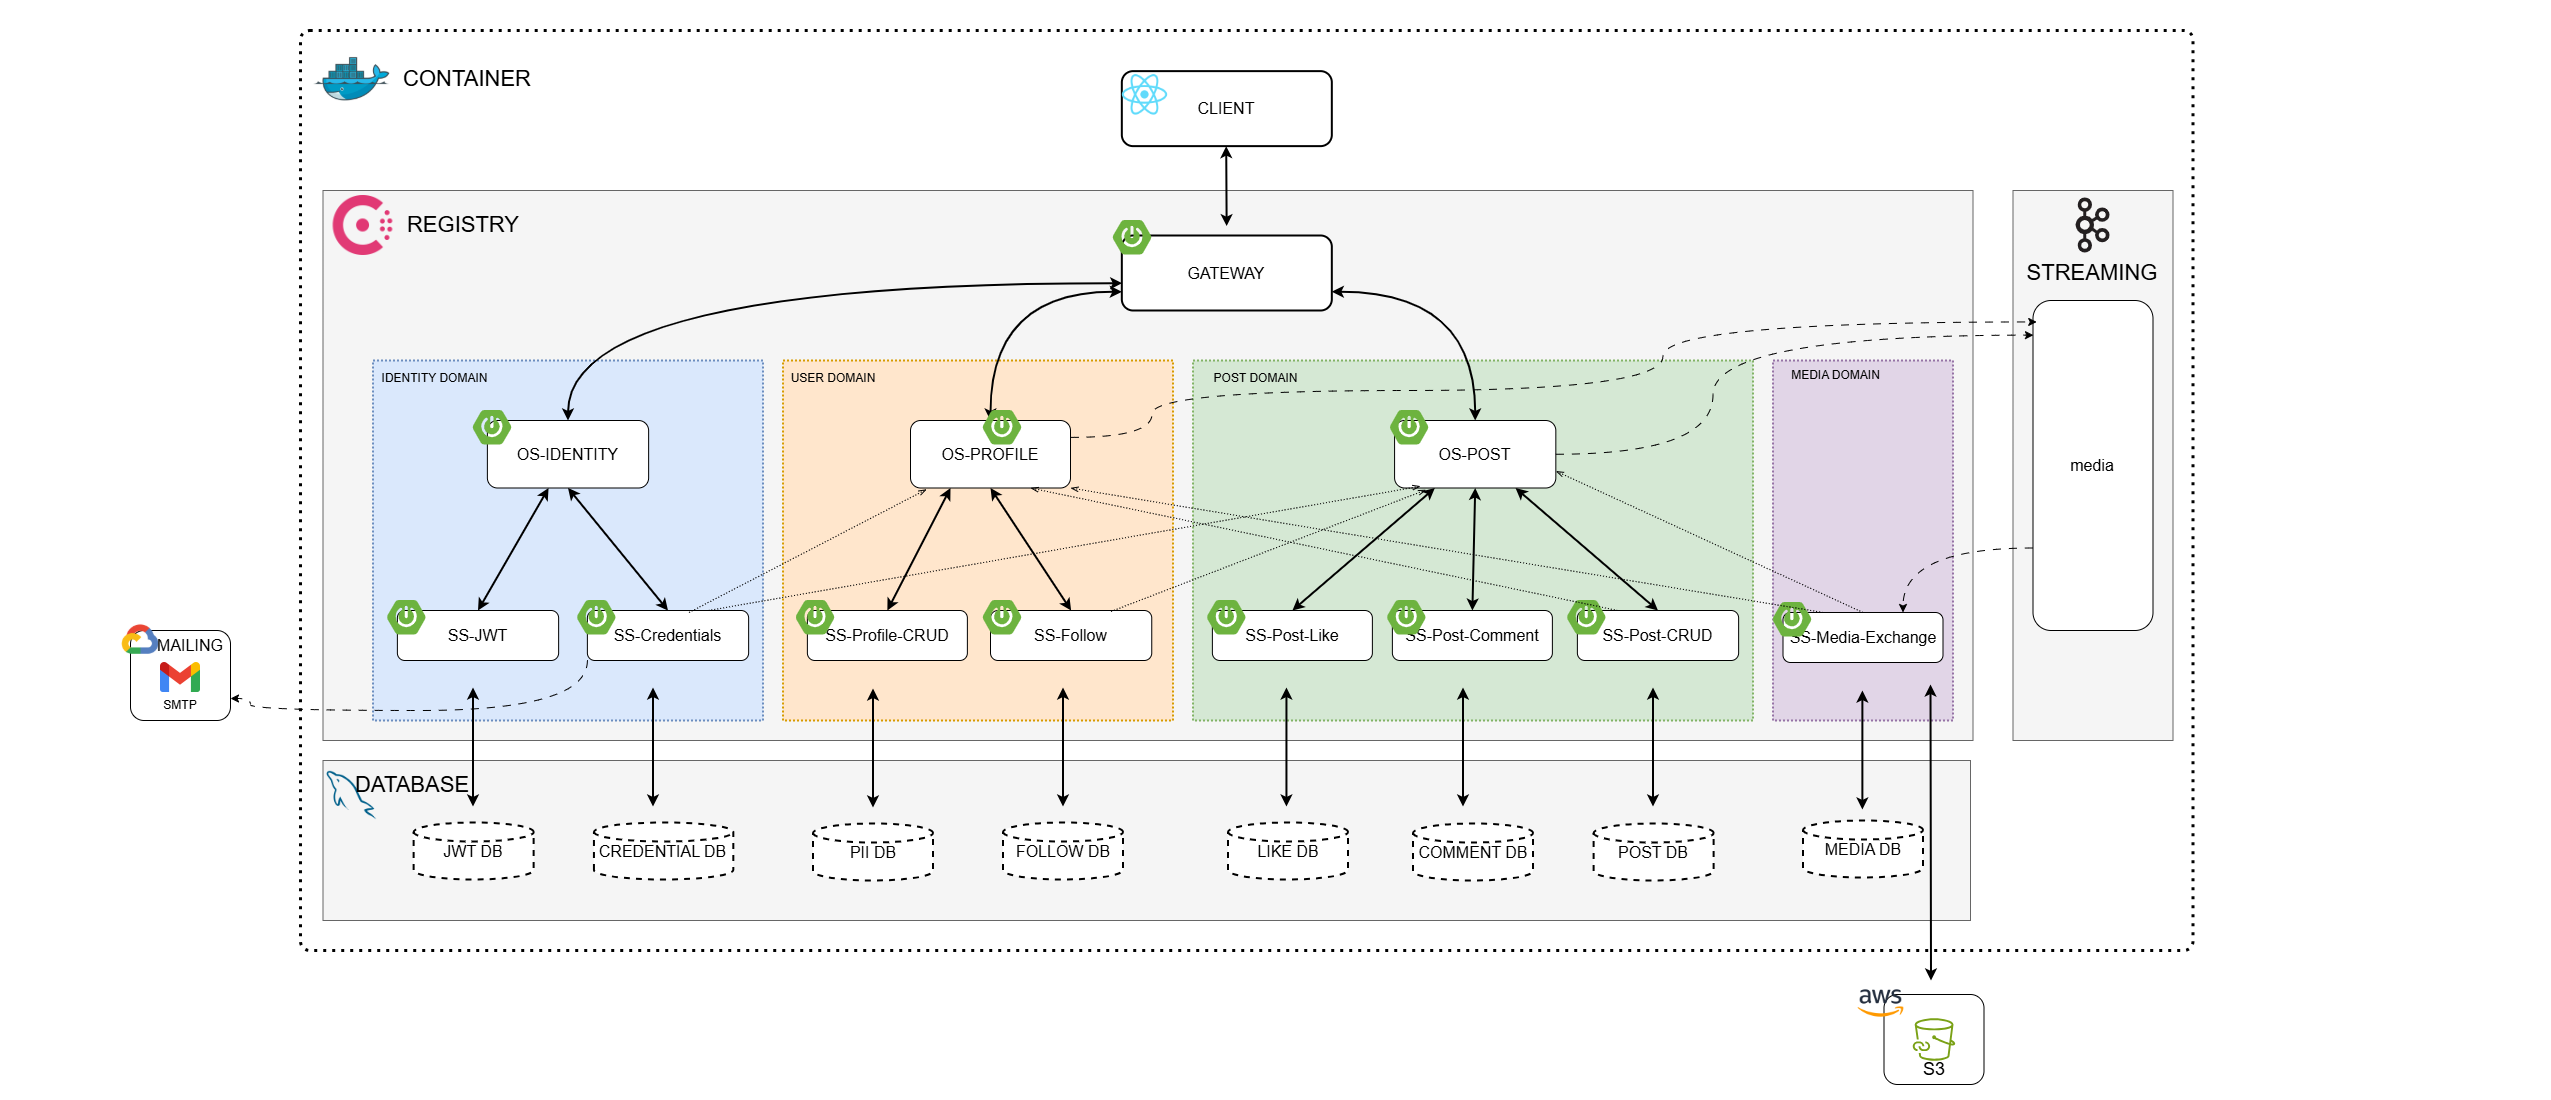 CONTAINER
CLIENT
REGISTRY
GATEWAY
STREAMING
IDENTITY DOMAIN
USER DOMAIN
POST DOMAIN
MEDIA DOMAIN
OS-IDENTITY
OS-PROFILE
OS-POST
media
SS-JWT
SS-Credentials
SS-Profile-CRUD
SS-Follow
SS-Post-Like
SS-Post-Comment
SS-Post-CRUD
SS-Media-Exchange
MAILING
SMTP
DATABASE
JWT DB
CREDENTIAL DB
PII DB
FOLLOW DB
LIKE DB
COMMENT DB
POST DB
MEDIA DB
aws
S3